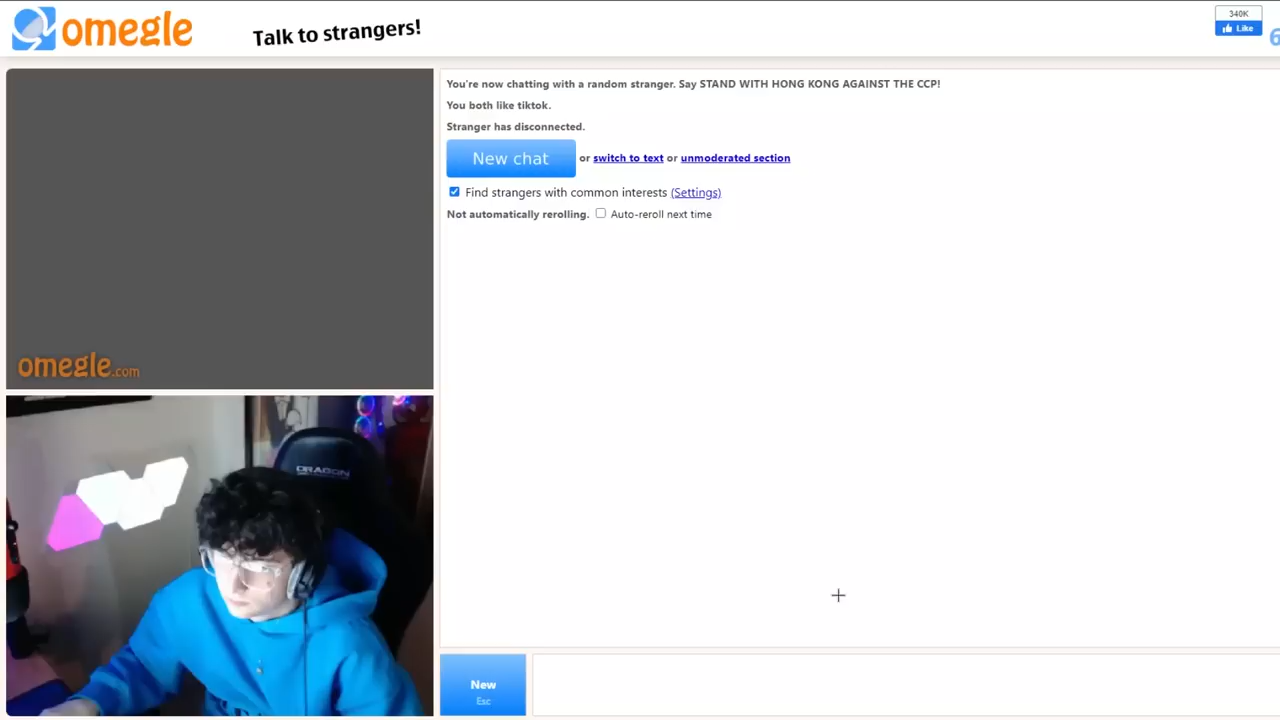 omegle
Talk to strangers!
340K
Like
You're now chatting with a random stranger. Say STAND WITH HONG KONG AGAINST THE CCP!
You both like tiktok.
Stranger has disconnected.
New chat or switch to text or unmoderated section
Find strangers with common interests (Settings)
Not automatically rerolling. Auto-reroll next time
omegle.com
DRAGON
New
Esc